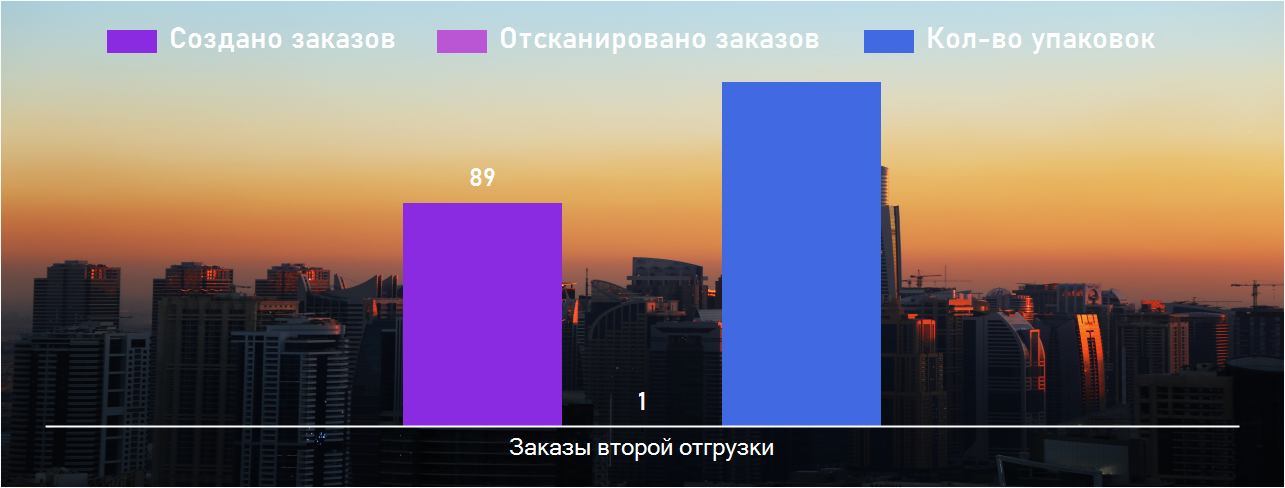 Создано заказов Отсканировано заказов Кол-во упаковок
89
1
Заказы второй отгрузки